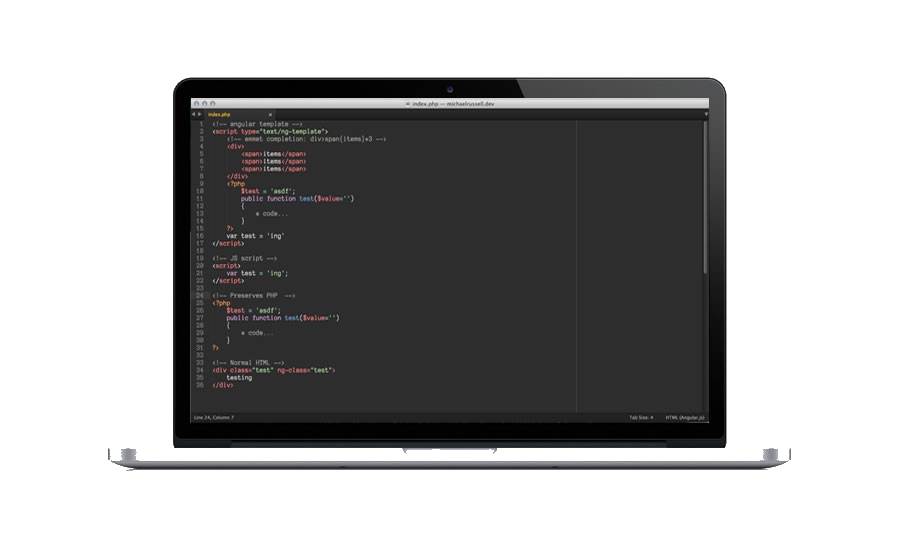 index.php — michaelrussell.dev
index.php
1 <!-- angular template -->
2 <script type="text/ng-template">
3 <!-- emmet completion: div>span{items}*3 -->
4 <div>
5 <span>items</span>
6 <span>items</span>
7 <span>items</span>
8 </div>
9 <?php
10 $test = 'asdf';
11 public function test($value='')
12 {
13 # code...
14 }
15 ?>
16 var test = 'ing'
17 </script>
18
19 <!-- JS script -->
20 <script>
21 var test = 'ing';
22 </script>
23
24 <!-- Preserves PHP -->
25 <?php
26 $test = 'asdf';
27 public function test($value='')
28 {
29 # code...
30 }
31 ?>
32
33 <!-- Normal HTML -->
34 <div class="test" ng-class="test">
35 testing
36 </div>
Line 24, Column 7
Tab Size: 4
HTML (Angular.js)